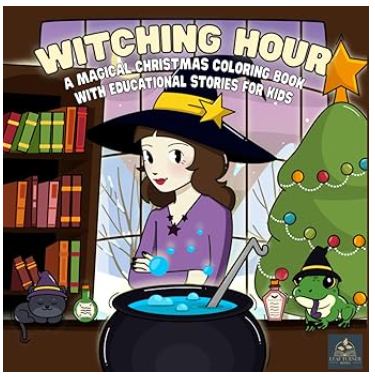 WITCHING HOUR
A MAGICAL CHRISTMAS COLORING BOOK
WITH EDUCATIONAL STORIES FOR KIDS